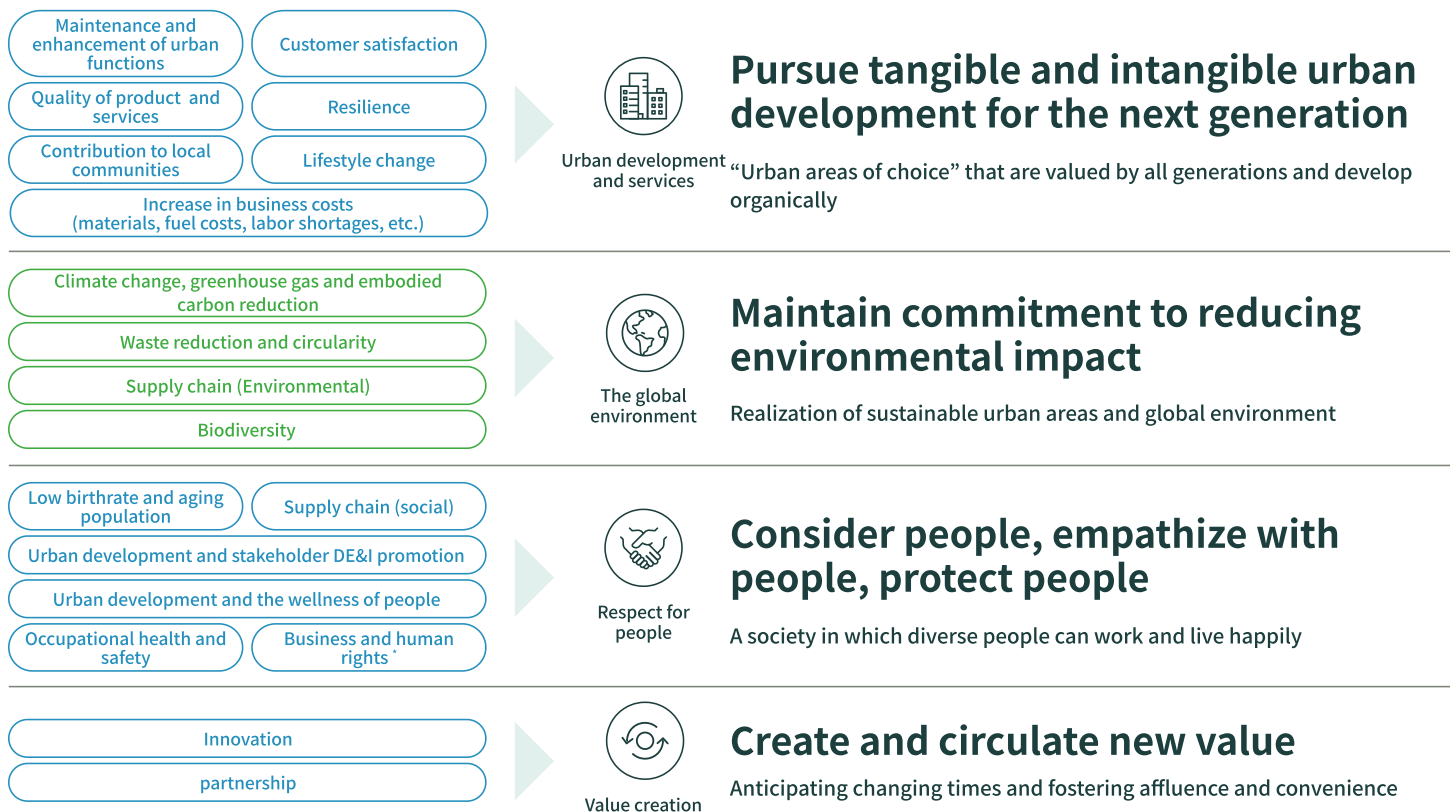 Maintenance and
enhancement of urban
functions
Customer satisfaction
Quality of product and
services
Resilience
Contribution to local
communities
Lifestyle change
Increase in business costs
(materials, fuel costs, labor shortages, etc.)
Urban development
and services
Pursue tangible and intangible urban
development for the next generation
“Urban areas of choice” that are valued by all generations and develop
organically
Climate change, greenhouse gas and embodied
carbon reduction
Waste reduction and circularity
Supply chain (Environmental)
Biodiversity
The global
environment
Maintain commitment to reducing
environmental impact
Realization of sustainable urban areas and global environment
Low birthrate and aging
population
Supply chain (social)
Urban development and stakeholder DE&I promotion
Urban development and the wellness of people
Occupational health and
safety
Business and human
rights *
Respect for
people
Consider people, empathize with
people, protect people
A society in which diverse people can work and live happily
Innovation
partnership
Value creation
Create and circulate new value
Anticipating changing times and fostering affluence and convenience